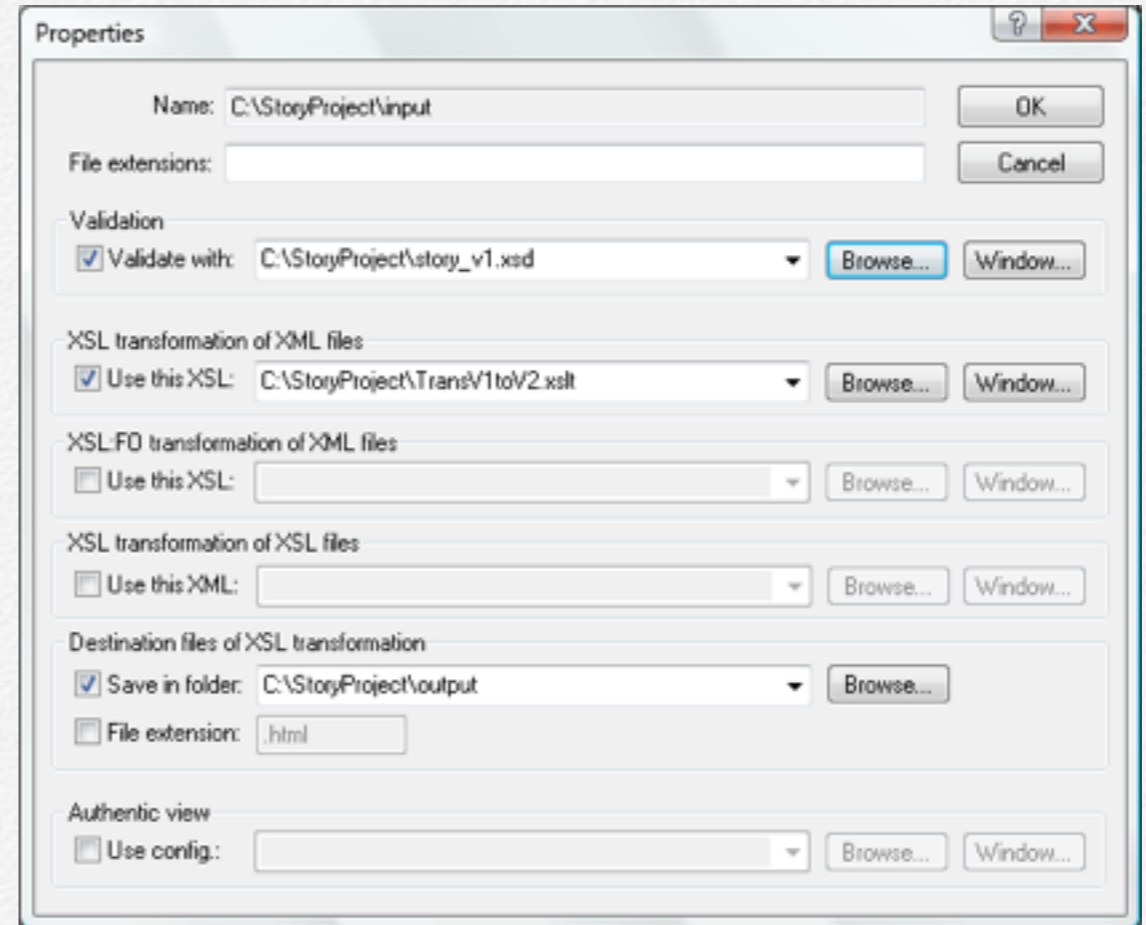 Properties
?
Name: C:\StoryProject\input OK
File extensions: Cancel
Validation
Validate with: C:\StoryProject\story_v1.xsd Browse... Window...
XSL transformation of XML files
Use this XSL: C:\StoryProject\TransV1toV2.xslt Browse... Window...
XSL:FO transformation of XML files
Use this XSL: Browse... Window...
XSL transformation of XSL files
Use this XML: Browse... Window...
Destination files of XSL transformation
Save in folder: C:\StoryProject\output Browse...
File extension: .html
Authentic view
Use config.: Browse... Window...